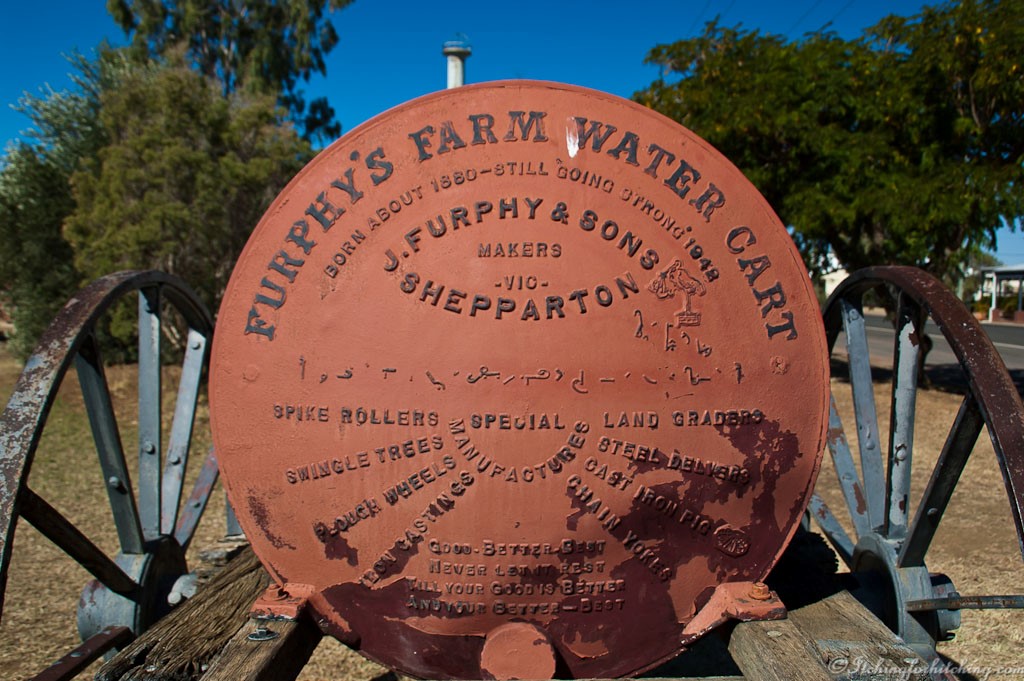 FURPHY'S FARM WATER CART
BORN ABOUT 1880-STILL 'GOING STRONG' 1942
J. FURPHY & SONS
MAKERS
-VIC-
SHEPPARTON
SPIKE ROLLERS SPECIAL LAND GRADERS
SWINGLE TREES MANUFACTURES STEEL DELVERS
PLOUGH WHEELS CAST IRON PIG
IRON CASTINGS CHAIN YOKES
GOOD-BETTER-BEST
NEVER LET IT REST
TILL YOUR GOOD IS BETTER
AND YOUR BETTER-BEST
© Itchingforhitching.com